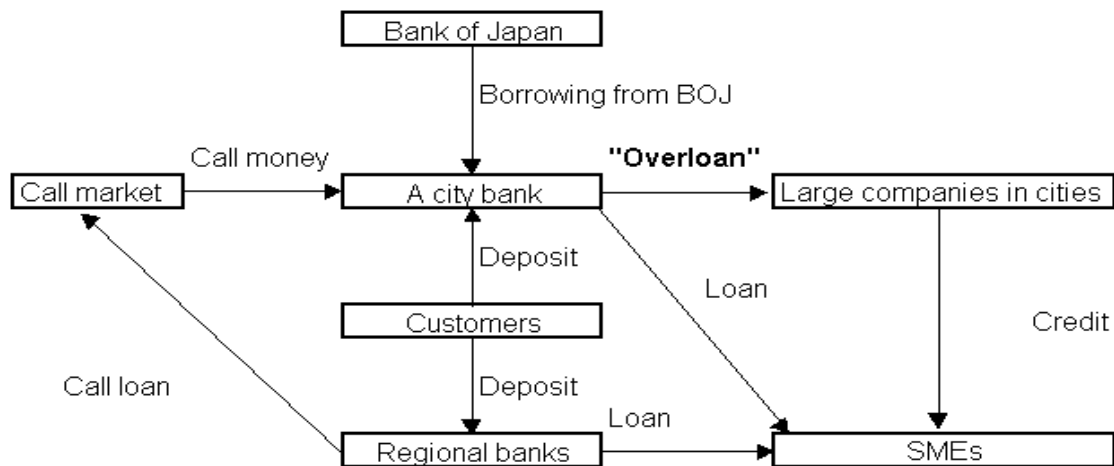 Bank of Japan
Borrowing from BOJ
Call money
"Overloan"
Call market
A city bank
Large companies in cities
Deposit
Loan
Customers
Credit
Call loan
Deposit
Loan
Regional banks
SMEs